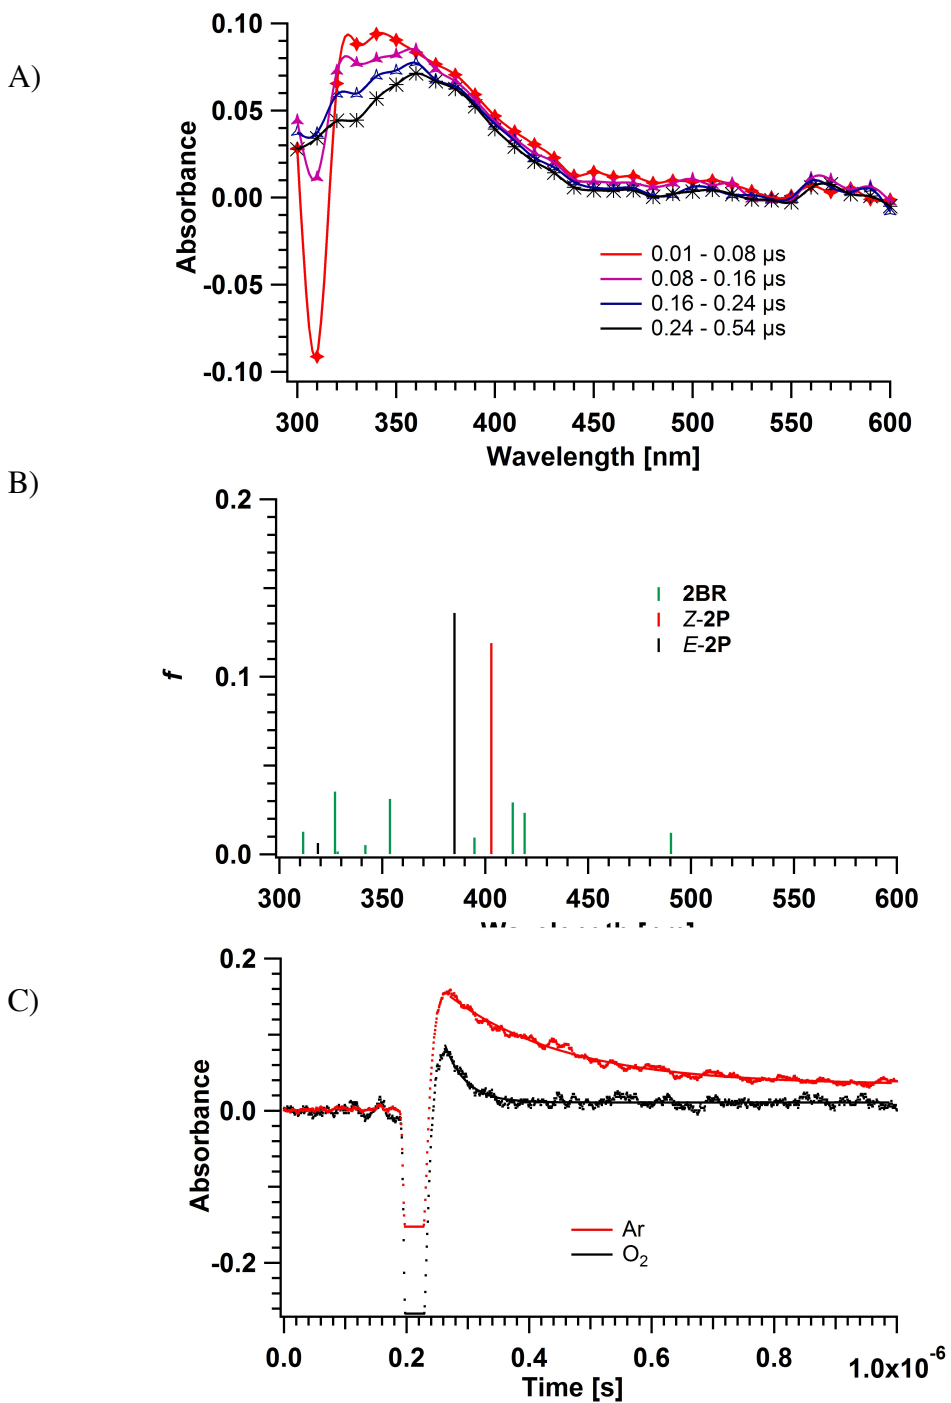 A)
0.10
0.05
0.00
-0.05
-0.10
Absorbance
0.01 - 0.08 µs
0.08 - 0.16 µs
0.16 - 0.24 µs
0.24 - 0.54 µs
300 350 400 450 500 550 600
Wavelength [nm]
B)
0.2
0.1
0.0
f
2BR
Z-2P
E-2P
300 350 400 450 500 550 600
Wavelength [nm]
C)
0.2
0.0
-0.2
Absorbance
Ar
O₂
0.0 0.2 0.4 0.6 0.8 1.0x10⁻⁶
Time [s]